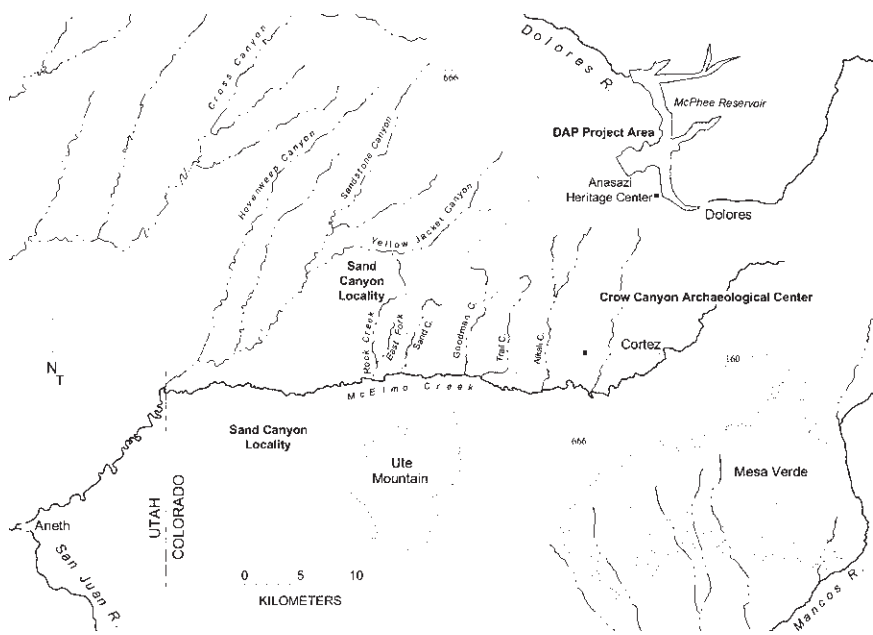 Cross Canyon
666
Dolores R.
McPhee Reservoir
DAP Project Area
Anasazi
Heritage Center
Dolores
Hovenweep Canyon
Sandstone Canyon
Yellow Jacket Canyon
Sand
Canyon
Locality
Rock Creek
East Fork
Sand C.
Goodman C.
Trail C.
Alkali C.
Crow Canyon Archaeological Center
Cortez
160
N
T
McElmo Creek
Sand Canyon
Locality
666
Ute
Mountain
Mesa Verde
UTAH
COLORADO
Aneth
San Juan R.
0 5 10
KILOMETERS
Mancos R.